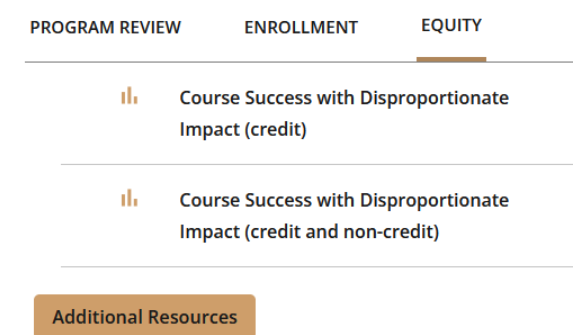 PROGRAM REVIEW ENROLLMENT EQUITY
Course Success with Disproportionate
Impact (credit)
Course Success with Disproportionate
Impact (credit and non-credit)
Additional Resources